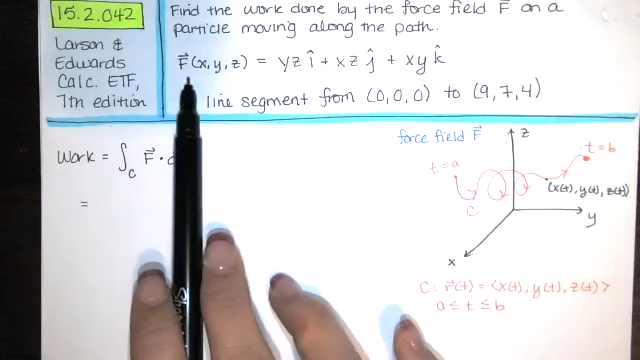 15.2.042
Larson &
Edwards
Calc. ETF,
7th edition
Find the work done by the force field F⃗ on a
particle moving along the path.
F⃗(x, y, z) = yz î + xz ĵ + xy k̂
line segment from (0,0,0) to (9,7,4)
Work = ∫_C F⃗ •
=
force field F⃗
z
t = b
t = a
(x(t), y(t), z(t))
C
y
x
C: r⃗(t) = <x(t), y(t), z(t)>
a ≤ t ≤ b